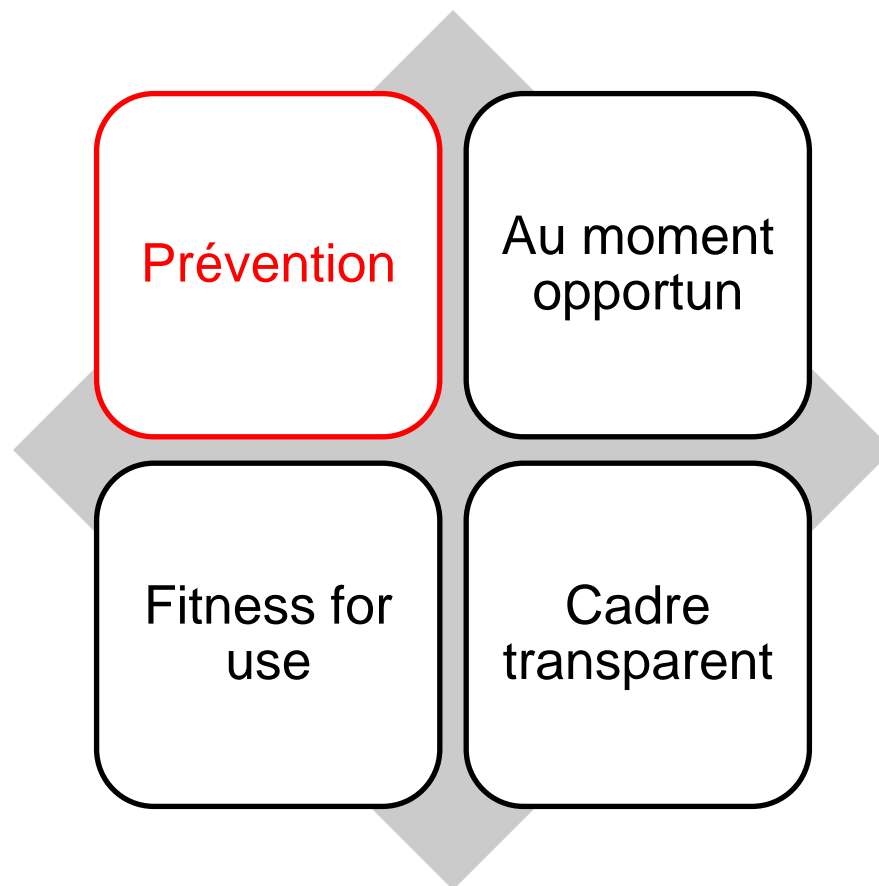 Prévention
Au moment
opportun
Fitness for
use
Cadre
transparent